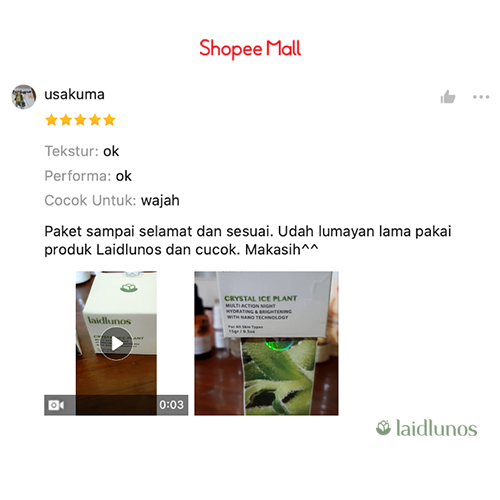 Shopee Mall
usakuma
Tekstur: ok
Performa: ok
Cocok Untuk: wajah
Paket sampai selamat dan sesuai. Udah lumayan lama pakai
produk Laidlunos dan cucok. Makasih^^
laidlunos
0:03
CRYSTAL ICE PLANT
MULTI ACTION NIGHT
HYDRATING & BRIGHTENING
WITH NANO TECHNOLOGY
For All Skin Types
15gr / 0.5oz
laidlunos